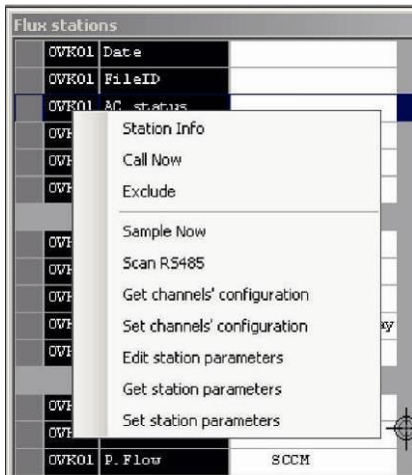 Flux stations
OVK01 Date
OVK01 FileID
OVK01 AC status
Station Info
Call Now
Exclude
Sample Now
Scan RS485
Get channels' configuration
Set channels' configuration
Edit station parameters
Get station parameters
Set station parameters
OVK01 P.Flow SCCM